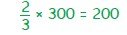 2/3 × 300 = 200